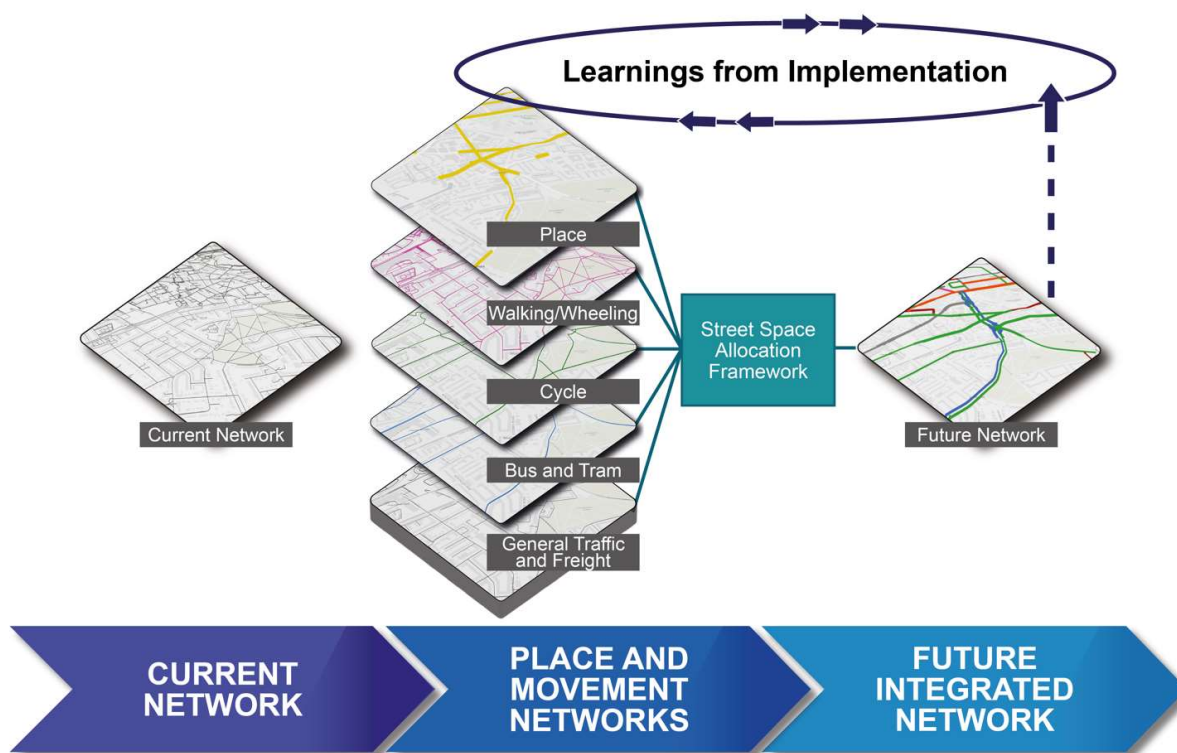 Learnings from Implementation
Place
Walking/Wheeling
Cycle
Bus and Tram
General Traffic
and Freight
Current Network
Street Space
Allocation
Framework
Future Network
CURRENT
NETWORK
PLACE AND
MOVEMENT
NETWORKS
FUTURE
INTEGRATED
NETWORK